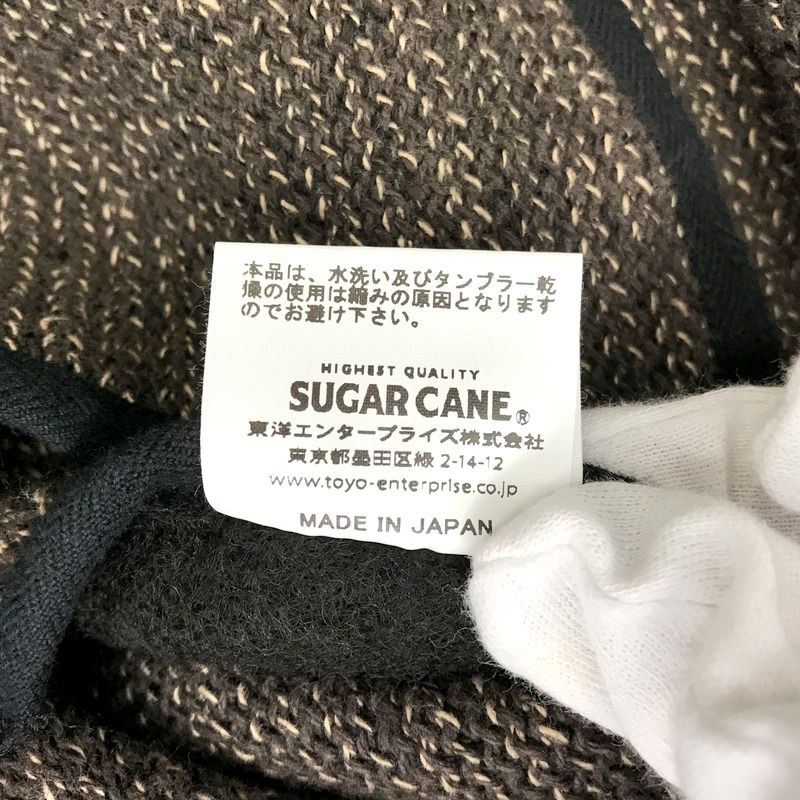 本品は、水洗い及びタンブラー乾
燥の使用は縮みの原因となります
のでお避け下さい。
HIGHEST QUALITY
SUGAR CANE®
東洋エンタープライズ株式会社
東京都墨田区緑 2-14-12
www.toyo-enterprise.co.jp
MADE IN JAPAN